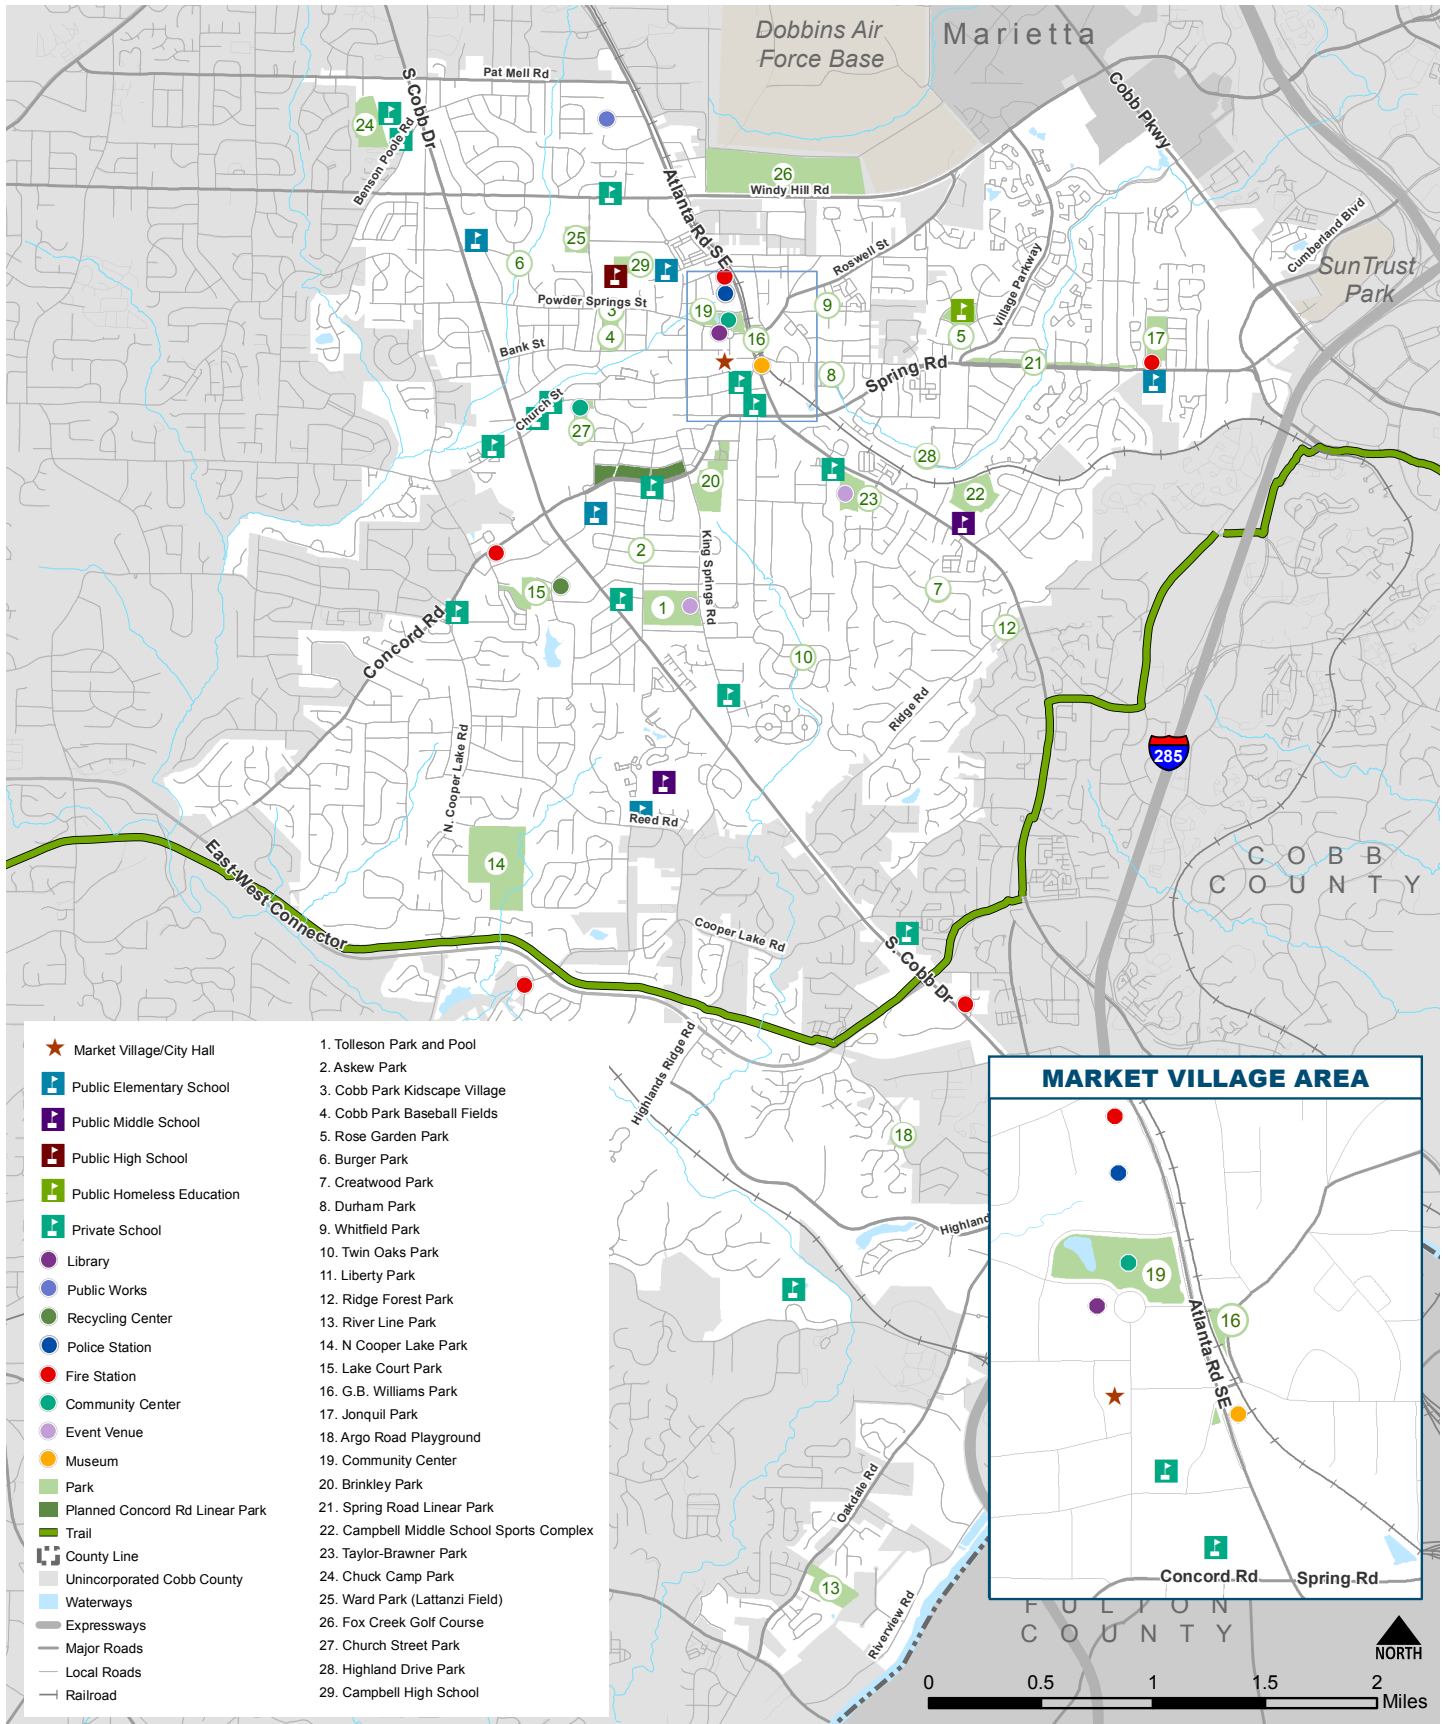 Dobbins Air
Force Base
Marietta
Pat Mell Rd
S Cobb Dr
Cobb Pkwy
24
Benson Poole Rd
26
Windy Hill Rd
Atlanta Rd SE
Cumberland Blvd
SunTrust
Park
25
6
29
Roswell St
Village Parkway
Powder Springs St
3
19
9
4
16
5
17
Bank St
21
8
Spring Rd
Church St
27
28
20
23
22
2
King Springs Rd
15
1
7
12
Concord Rd
10
Ridge Rd
N. Cooper Lake Rd
285
Reed Rd
14
East-West Connector
COBB
COUNTY
Cooper Lake Rd
S. Cobb Dr
Highlands Ridge Rd
18
Highland
Oakdale Rd
13
Riverview Rd
Market Village/City Hall
Public Elementary School
Public Middle School
Public High School
Public Homeless Education
Private School
Library
Public Works
Recycling Center
Police Station
Fire Station
Community Center
Event Venue
Museum
Park
Planned Concord Rd Linear Park
Trail
County Line
Unincorporated Cobb County
Waterways
Expressways
Major Roads
Local Roads
Railroad
1. Tolleson Park and Pool
2. Askew Park
3. Cobb Park Kidscape Village
4. Cobb Park Baseball Fields
5. Rose Garden Park
6. Burger Park
7. Creatwood Park
8. Durham Park
9. Whitfield Park
10. Twin Oaks Park
11. Liberty Park
12. Ridge Forest Park
13. River Line Park
14. N Cooper Lake Park
15. Lake Court Park
16. G.B. Williams Park
17. Jonquil Park
18. Argo Road Playground
19. Community Center
20. Brinkley Park
21. Spring Road Linear Park
22. Campbell Middle School Sports Complex
23. Taylor-Brawner Park
24. Chuck Camp Park
25. Ward Park (Lattanzi Field)
26. Fox Creek Golf Course
27. Church Street Park
28. Highland Drive Park
29. Campbell High School
MARKET VILLAGE AREA
19
16
Atlanta Rd SE
Concord Rd
Spring Rd
FULTON
COUNTY
NORTH
0 0.5 1 1.5 2
Miles